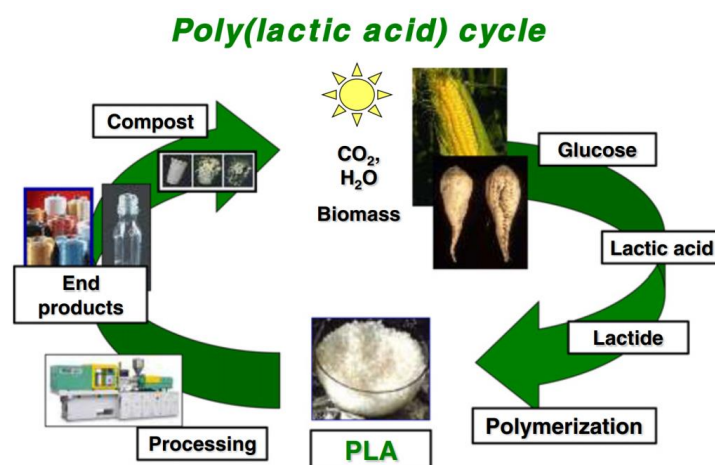 Poly(lactic acid) cycle
Compost
CO₂,
H₂O
Biomass
Glucose
Lactic acid
Lactide
Polymerization
PLA
Processing
End
products